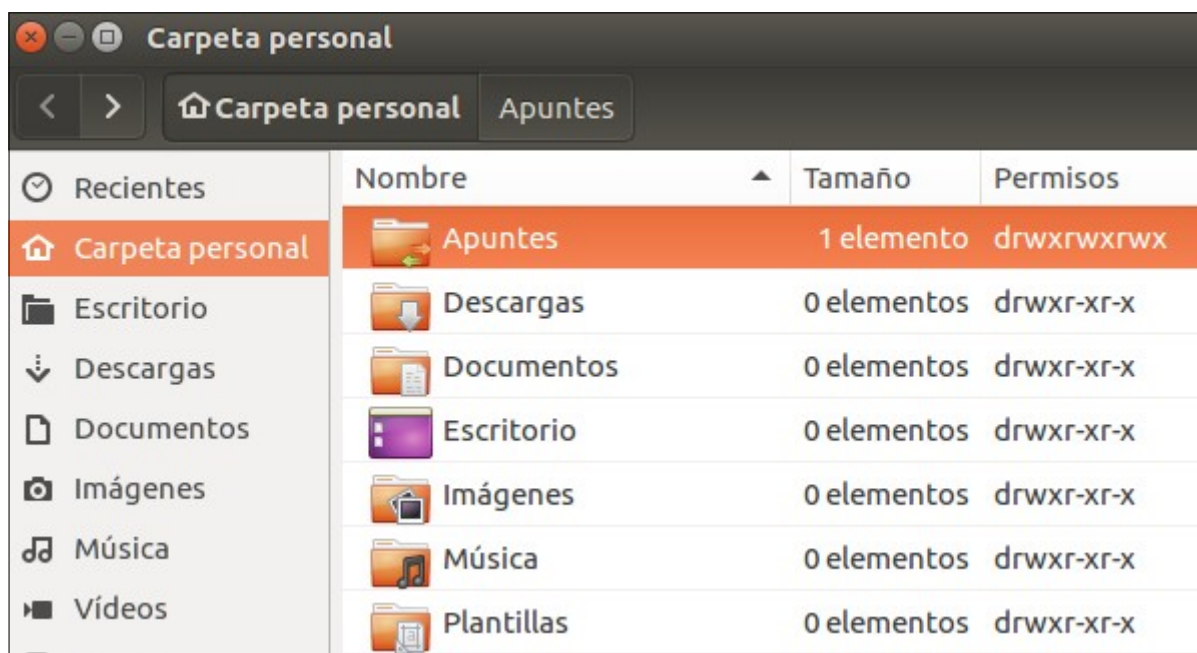 Carpeta personal
Carpeta personal Apuntes
Recientes
Carpeta personal
Escritorio
Descargas
Documentos
Imágenes
Música
Vídeos
Nombre Tamaño Permisos
Apuntes 1 elemento drwxrwxrwx
Descargas 0 elementos drwxr-xr-x
Documentos 0 elementos drwxr-xr-x
Escritorio 0 elementos drwxr-xr-x
Imágenes 0 elementos drwxr-xr-x
Música 0 elementos drwxr-xr-x
Plantillas 0 elementos drwxr-xr-x